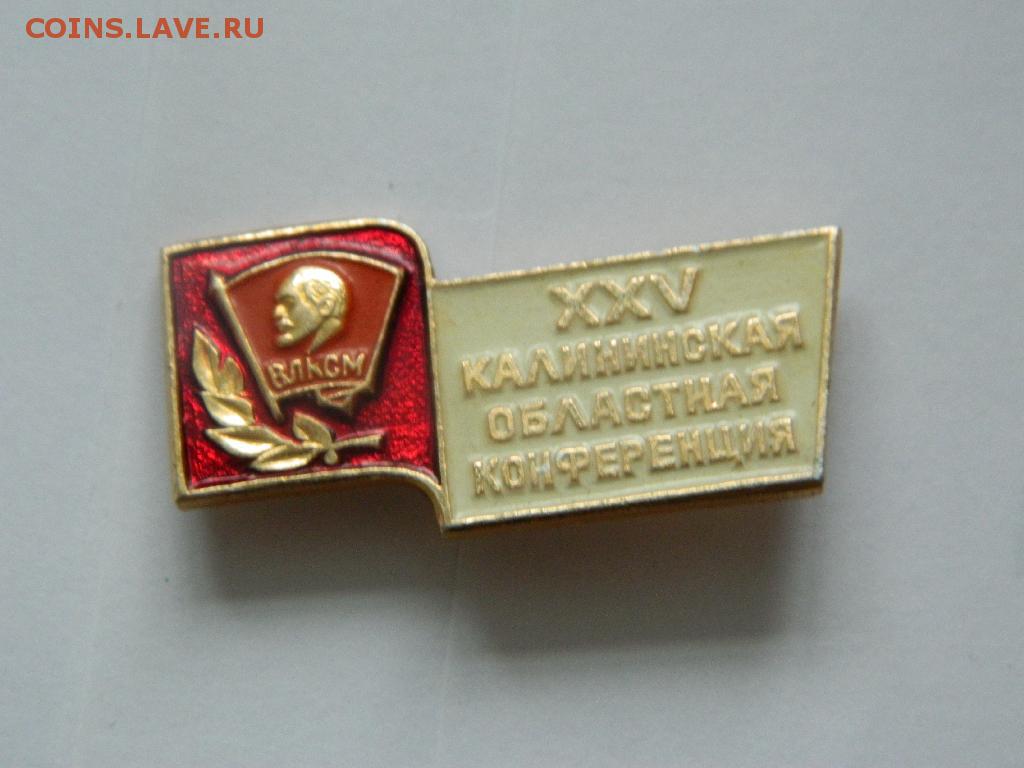 COINS.LAVE.RU
ВЛКСМ
XXV
КАЛИНИНСКАЯ
ОБЛАСТНАЯ
КОНФЕРЕНЦИЯ